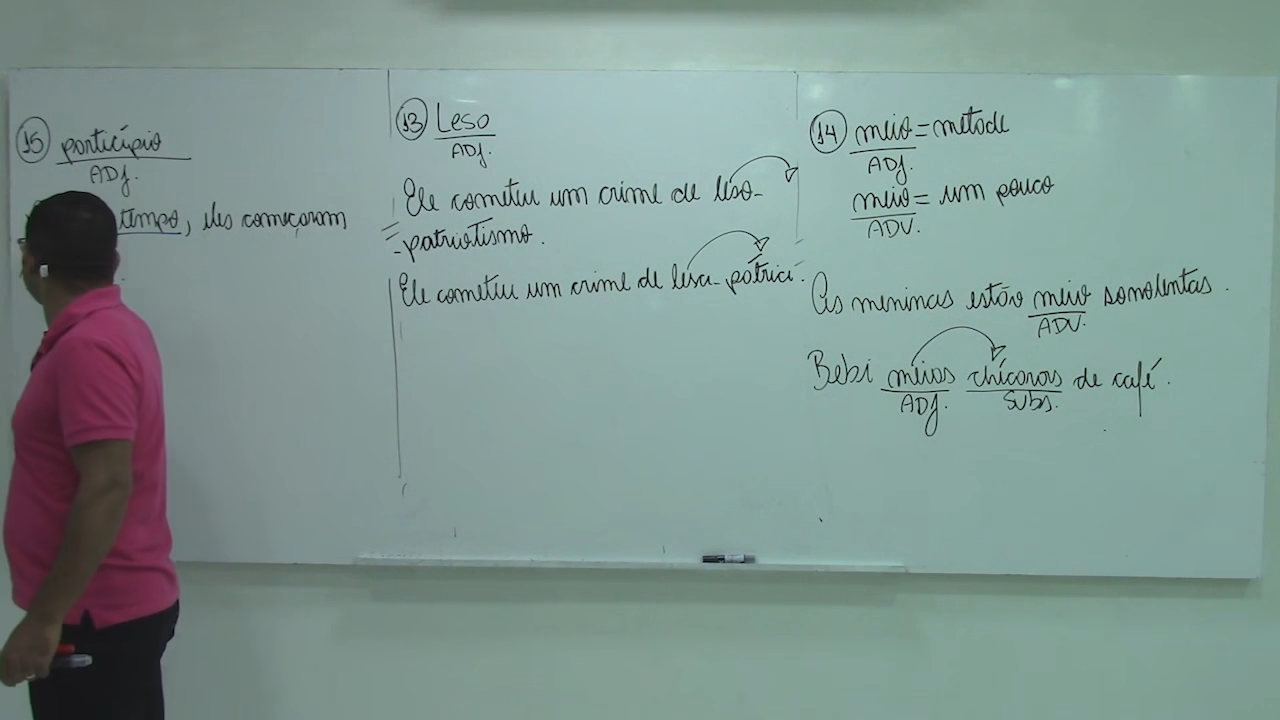 15 particípio
ADJ.
tempo, eles começaram
13 Leso
ADJ.
Ele cometeu um crime de leso-
-patriotismo.
Ele cometeu um crime de lesa-pátria.
14 meio = metade
ADJ.
meio = um pouco
ADV.
As meninas estão meio sonolentas.
ADV.
Bebi meias chícaras de café.
ADJ. SUBS.